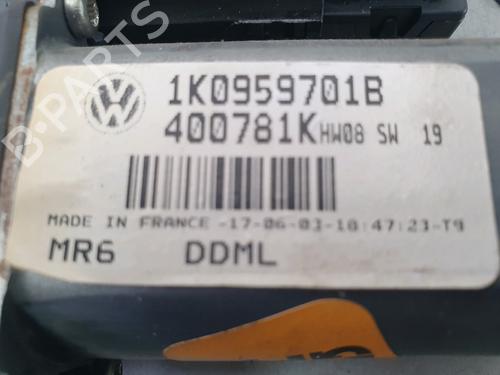 1K0959701B
400781K HW08 SW 19
MADE IN FRANCE -17-06-03-18:47:23-T9
MR6 DDML
B-PARTS